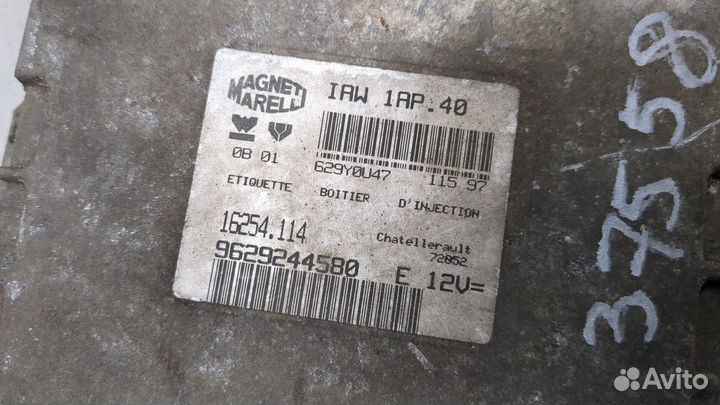 MAGNETI
MARELLI
IAW 1AP.40
0B 01
629Y0U47 115 97
ETIQUETTE BOITIER D'INJECTION
16254.114
Chatellerault
72052
9629244580 E 12V=
37558
Avito